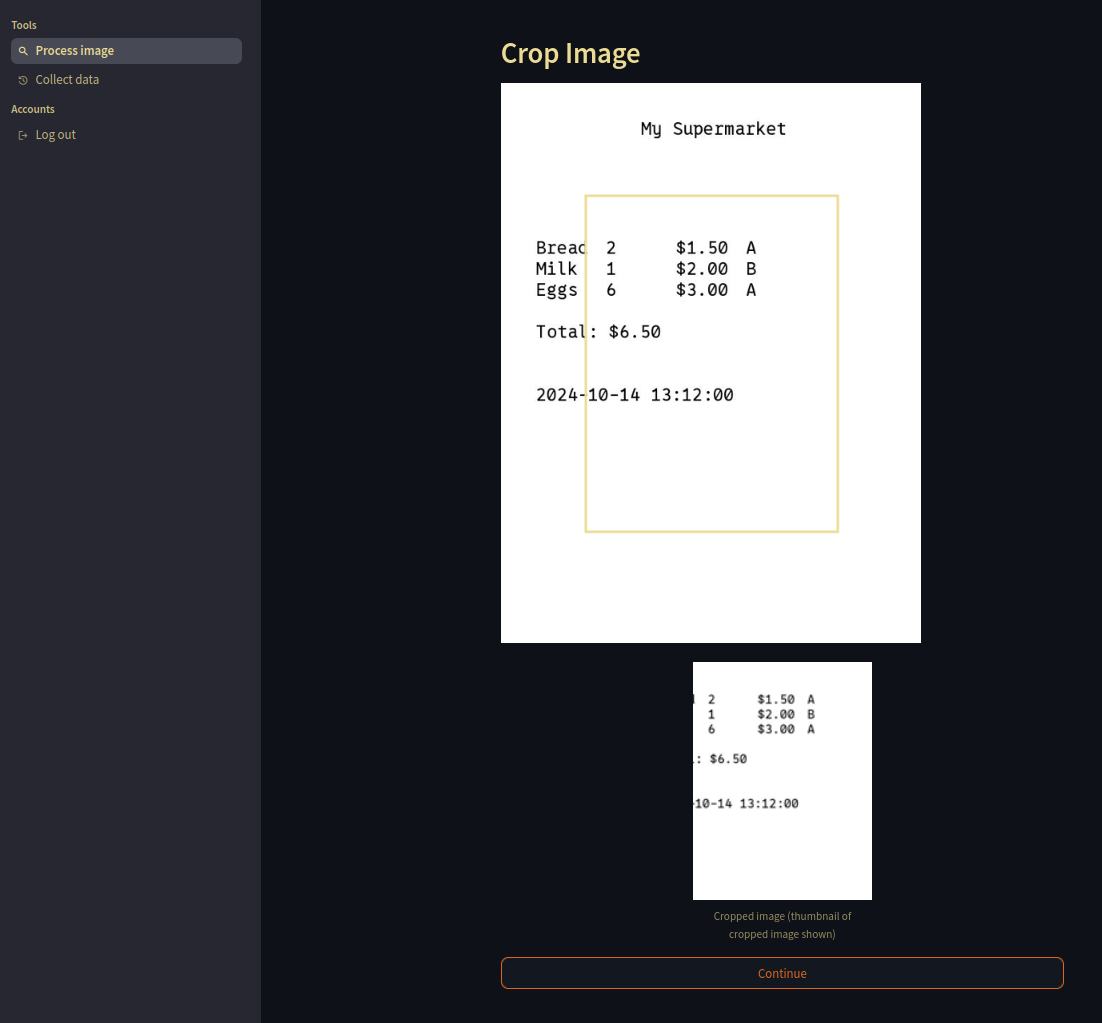 Tools
Process image
Collect data
Accounts
Log out
Crop Image
My Supermarket
Bread 2 $1.50 A
Milk 1 $2.00 B
Eggs 6 $3.00 A
Total: $6.50
2024-10-14 13:12:00
2 $1.50 A
1 $2.00 B
6 $3.00 A
: $6.50
-10-14 13:12:00
Cropped image (thumbnail of
cropped image shown)
Continue